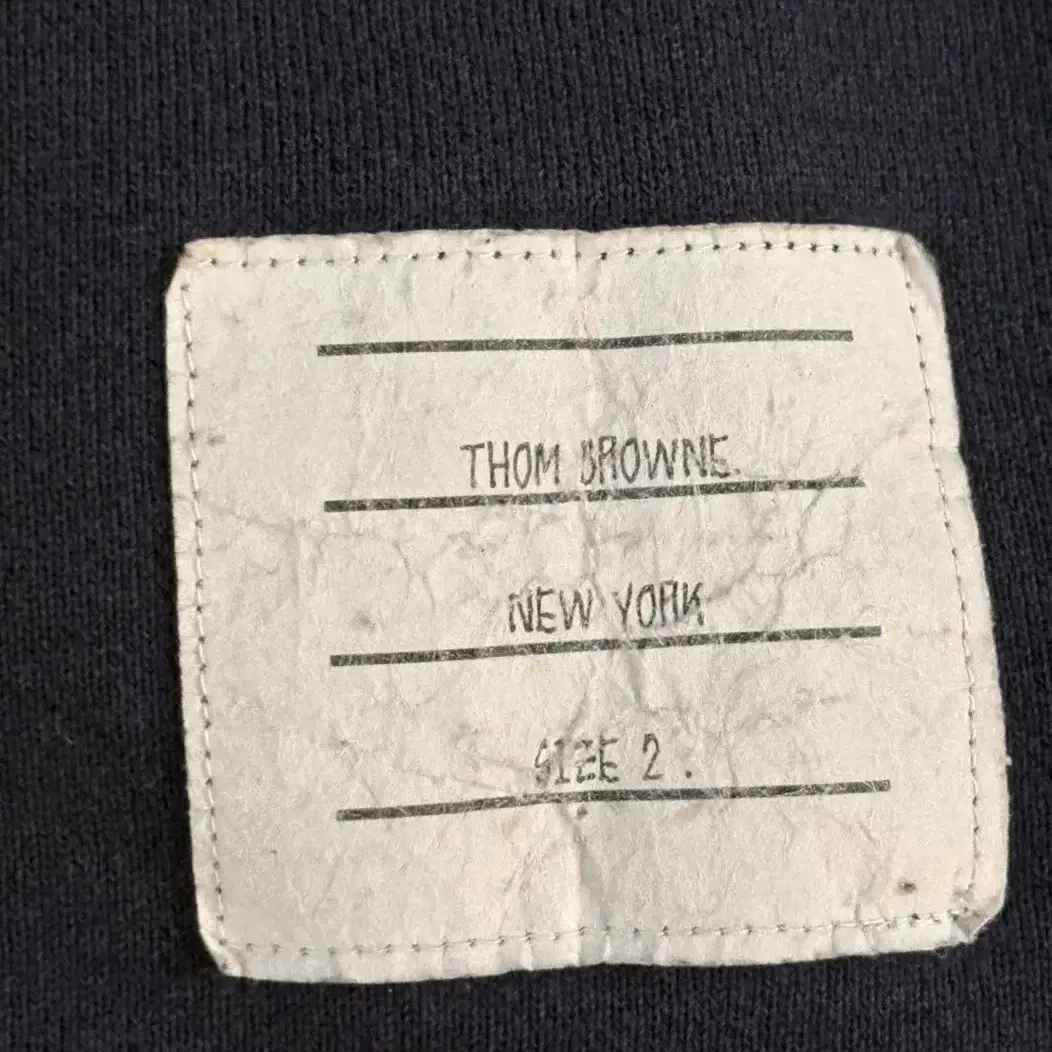 THOM BROWNE.
NEW YORK
SIZE 2 .